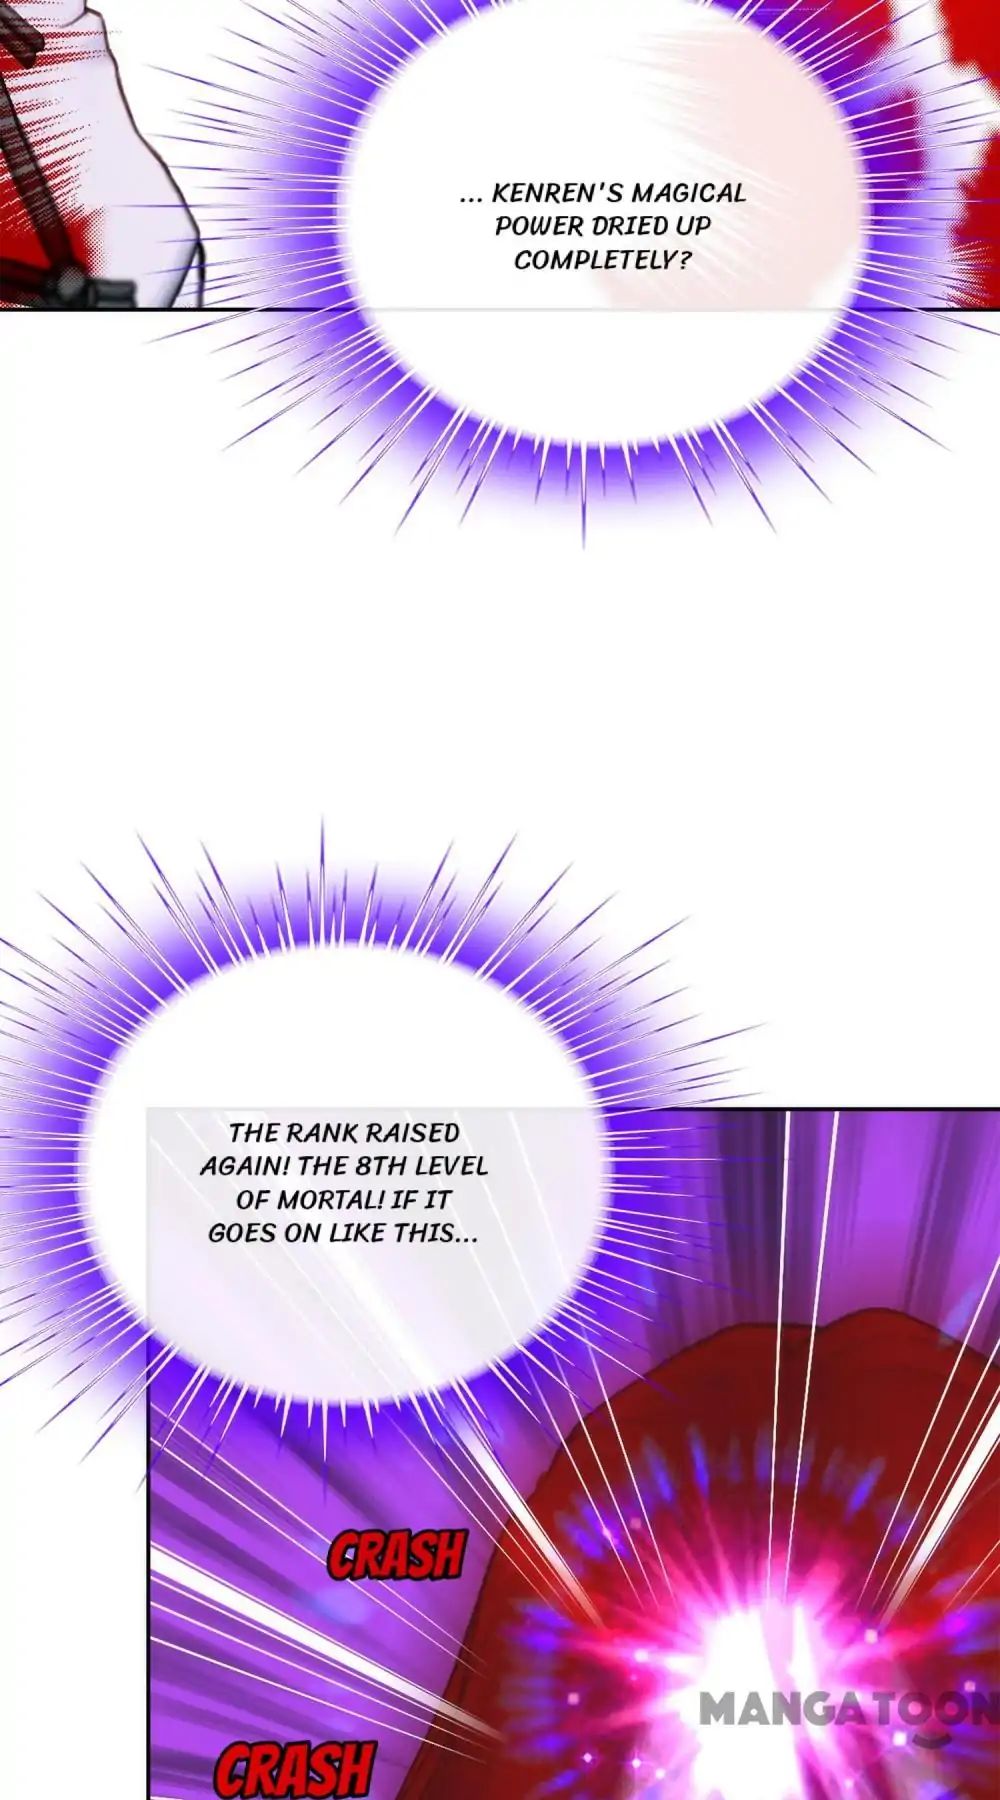 ... KENREN'S MAGICAL
POWER DRIED UP
COMPLETELY?
THE RANK RAISED
AGAIN! THE 8TH LEVEL
OF MORTAL! IF IT
GOES ON LIKE THIS...
CRASH
CRASH
MANGATOON